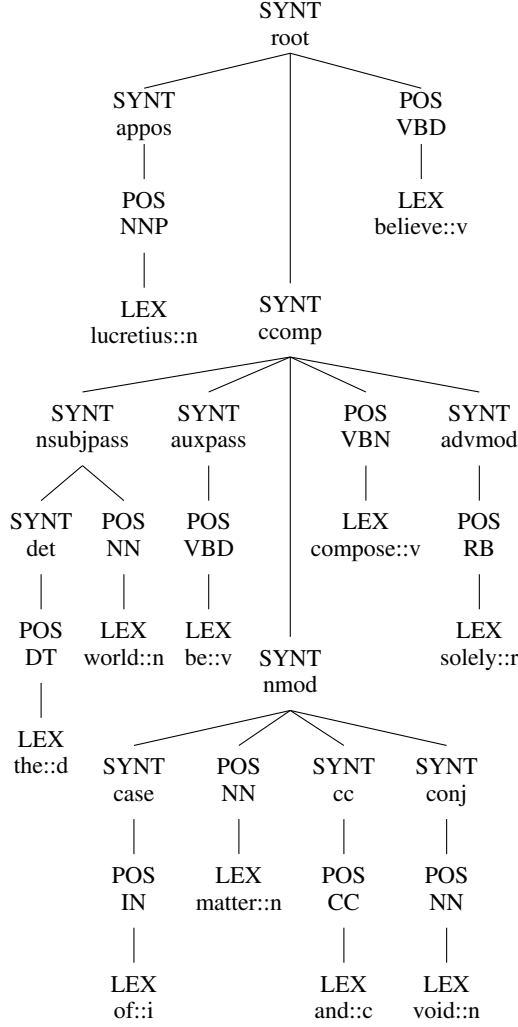 SYNT
root
SYNT
appos
POS
VBD
POS
NNP
LEX
believe::v
LEX
lucretius::n
SYNT
ccomp
SYNT
nsubjpass
SYNT
auxpass
POS
VBN
SYNT
advmod
SYNT
det
POS
NN
POS
VBD
LEX
compose::v
POS
RB
POS
DT
LEX
world::n
LEX
be::v
SYNT
nmod
LEX
solely::r
LEX
the::d
SYNT
case
POS
NN
SYNT
cc
SYNT
conj
POS
IN
LEX
matter::n
POS
CC
POS
NN
LEX
of::i
LEX
and::c
LEX
void::n